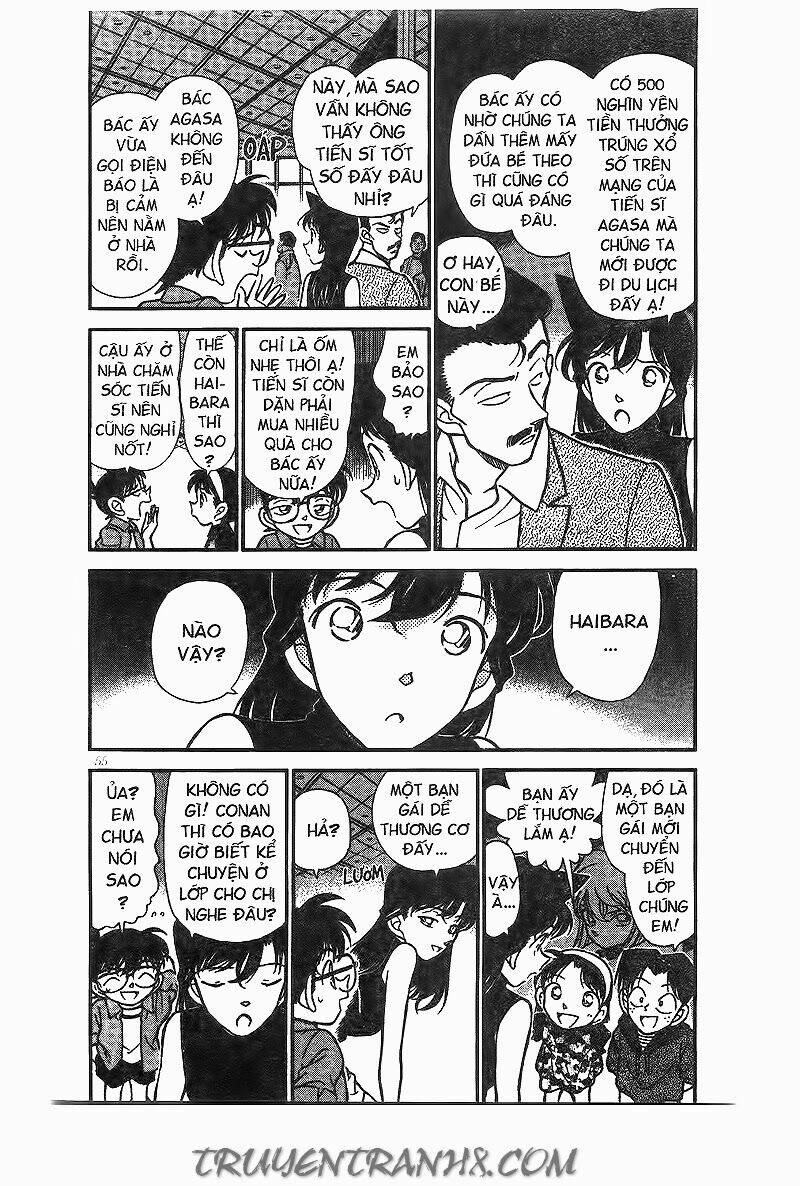 CÓ 500
NGHÌN YÊN
TIỀN THƯỞNG
TRÚNG XỔ
SỐ TRÊN
MẠNG CỦA
TIẾN SĨ
AGASA MÀ
CHÚNG TA
MỚI ĐƯỢC
ĐI DU LỊCH
ĐẤY Ạ!
BÁC ẤY CÓ
NHỜ CHÚNG TA
DẪN THÊM MẤY
ĐỨA BÉ THEO
THÌ CŨNG CÓ
GÌ QUÁ ĐÁNG
ĐÂU.
Ơ HAY,
CON BÉ
NÀY...
NÀY, MÀ SAO
VẪN KHÔNG
THẤY ÔNG
TIẾN SĨ TỐT
SỐ ĐẤY ĐÂU
NHỈ?
OÁP
BÁC
AGASA
KHÔNG
ĐẾN
ĐÂU
Ạ!
BÁC ẤY
VỪA
GỌI ĐIỆN
BÁO LÀ
BỊ CẢM
NÊN NẰM
Ở NHÀ
RỒI.
EM
BẢO
SAO?
CHỈ LÀ ỐM
NHẸ THÔI Ạ!
TIẾN SĨ CÒN
DẶN PHẢI
MUA NHIỀU
QUÀ CHO
BÁC ẤY
NỮA!
THẾ
CÒN
HAI-
BARA
THÌ
SAO
?
CẬU ẤY Ở
NHÀ CHĂM
SÓC TIẾN
SĨ NÊN
CŨNG NGHỈ
NỐT!
HAIBARA
...
NÀO
VẬY?
55
DẠ, ĐÓ LÀ
MỘT BẠN
GÁI MỚI
CHUYỂN
ĐẾN
LỚP
CHÚNG
EM!
BẠN ẤY
DỄ THƯƠNG
LẮM Ạ!
VẬY
À...
MỘT BẠN
GÁI DỄ
THƯƠNG CƠ
ĐẤY...
LƯỜM
HẢ?
KHÔNG CÓ
GÌ! CONAN
THÌ CÓ BAO
GIỜ BIẾT KỂ
CHUYỆN Ở
LỚP CHO CHỊ
NGHE ĐÂU?
ỦA?
EM
CHƯA
NÓI
SAO
?
TRUYENTRANH8.COM